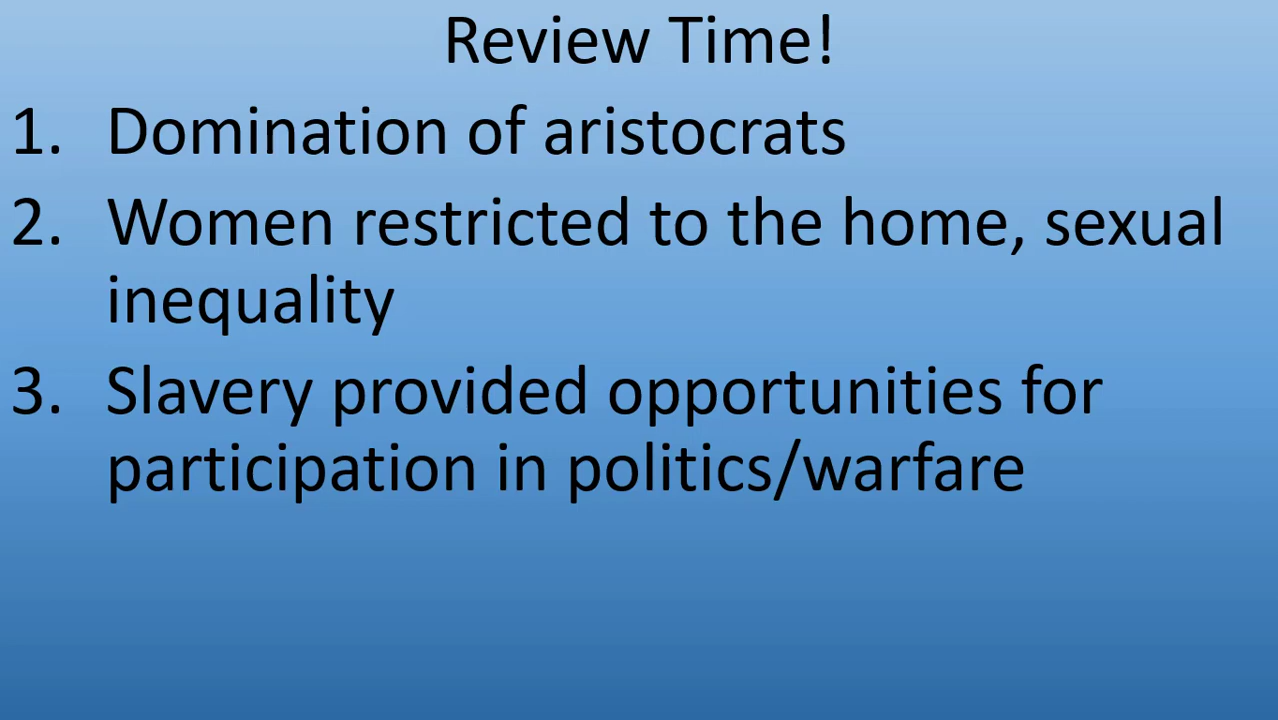 Review Time!
1. Domination of aristocrats
2. Women restricted to the home, sexual
inequality
3. Slavery provided opportunities for
participation in politics/warfare